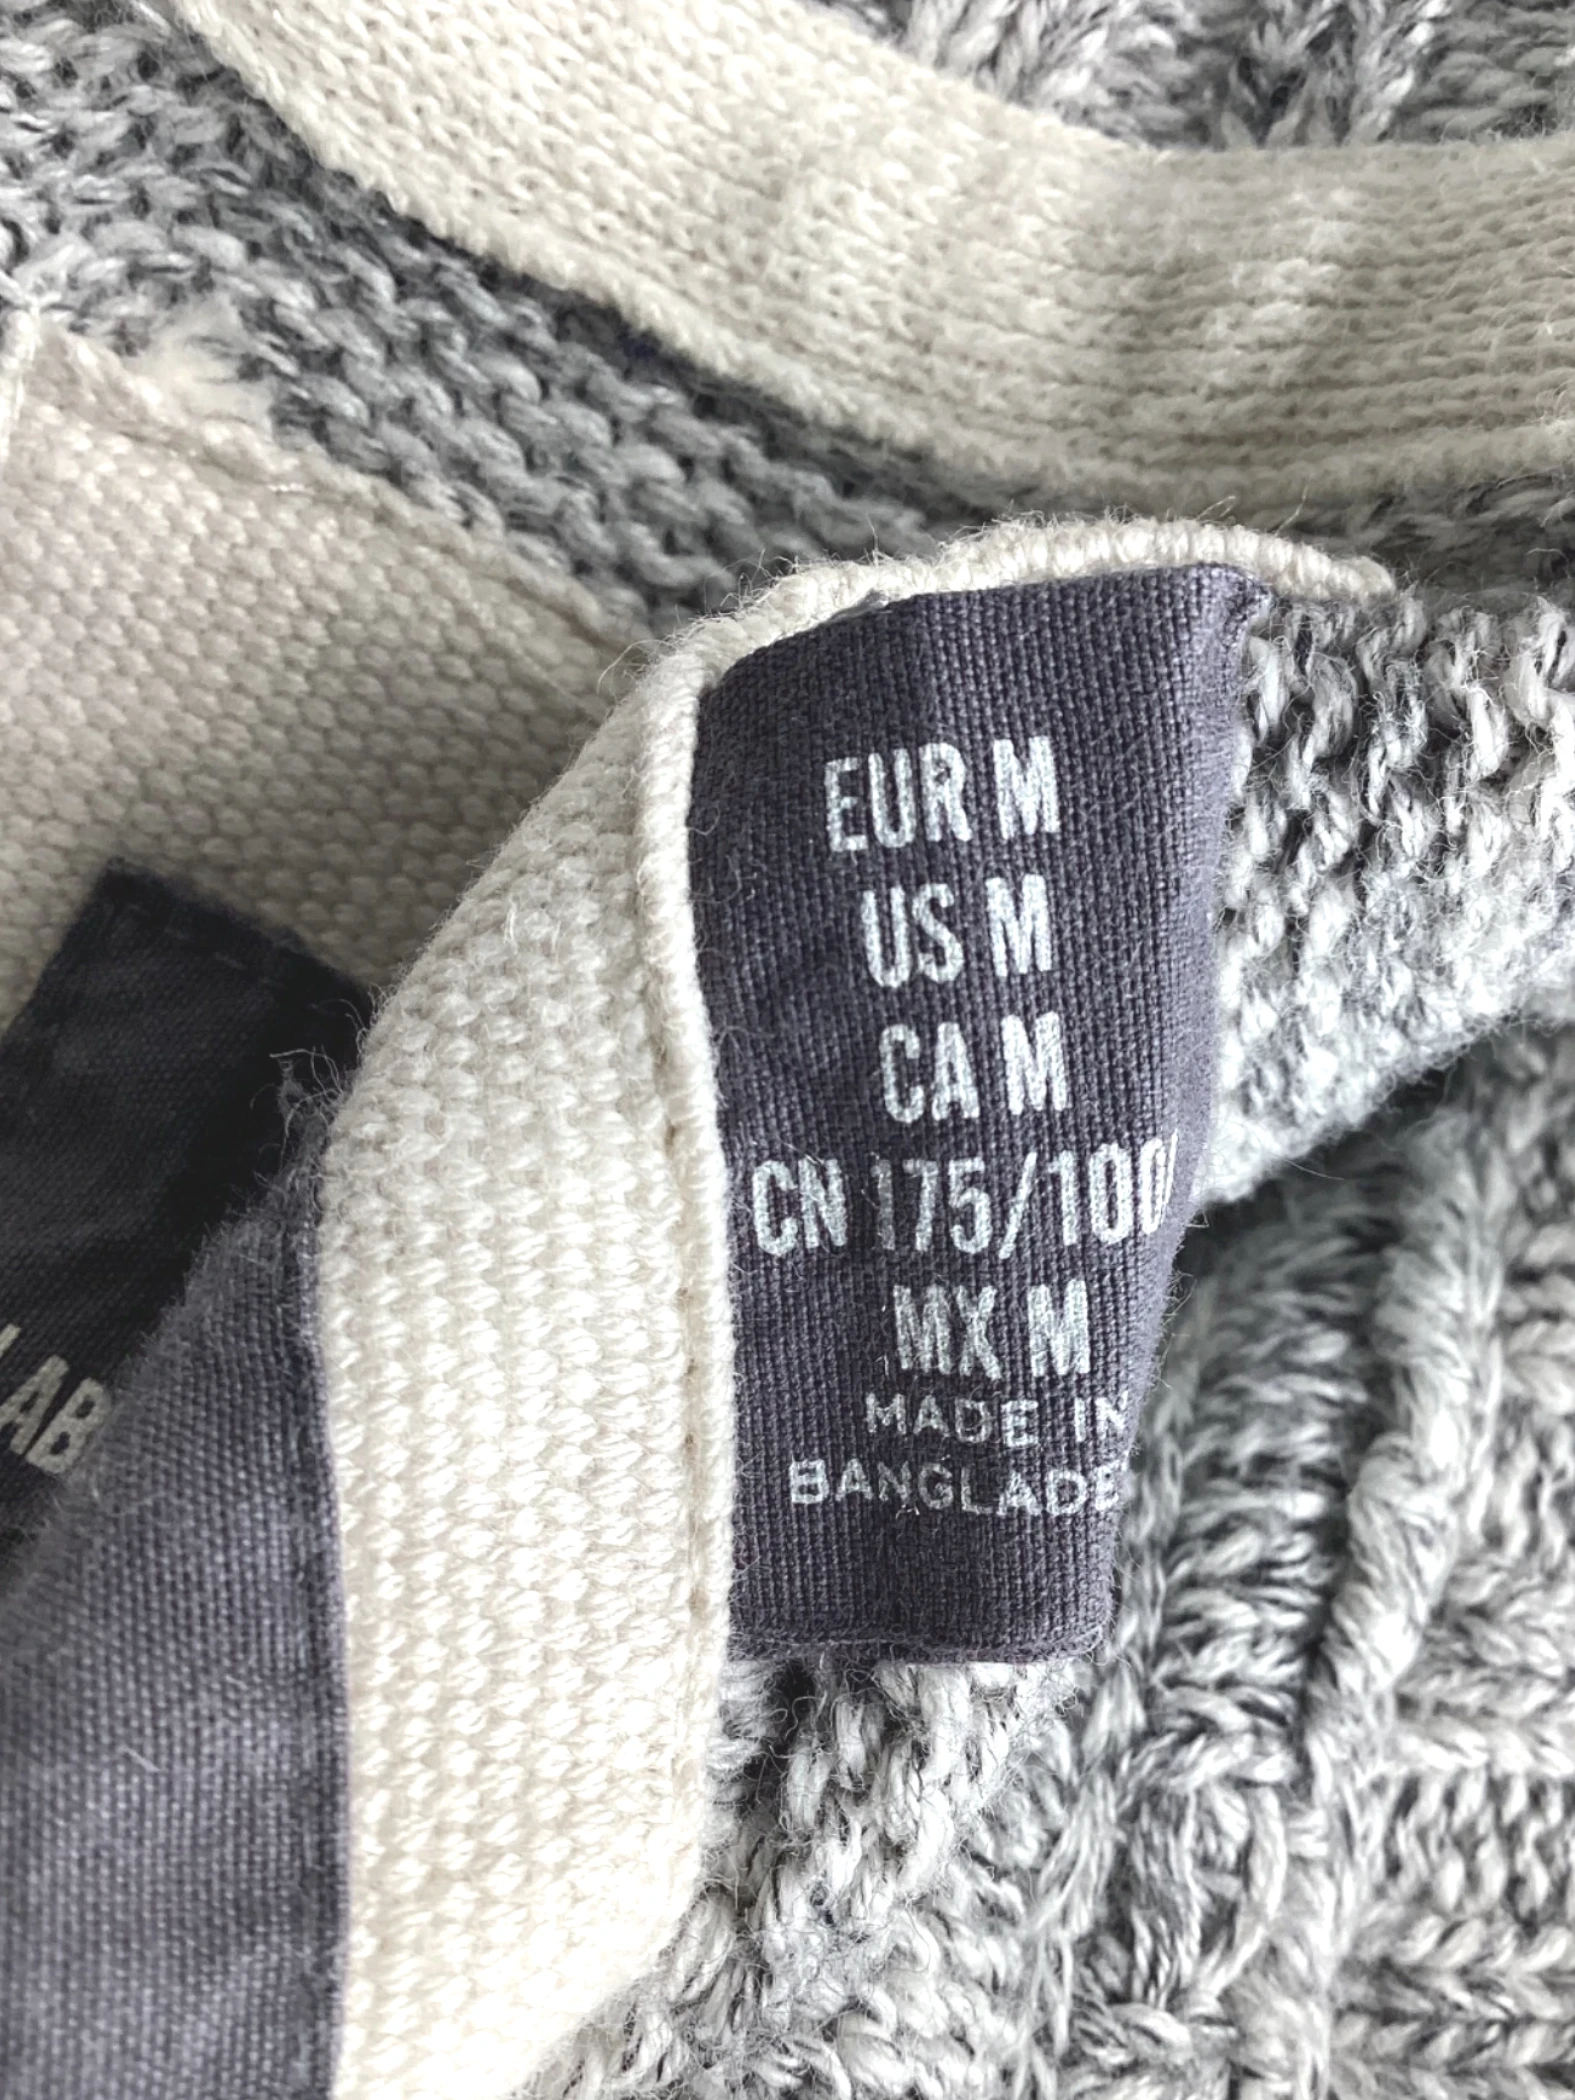 EUR M
US M
CA M
CN 175/100
MX M
MADE IN
BANGLADE
AB